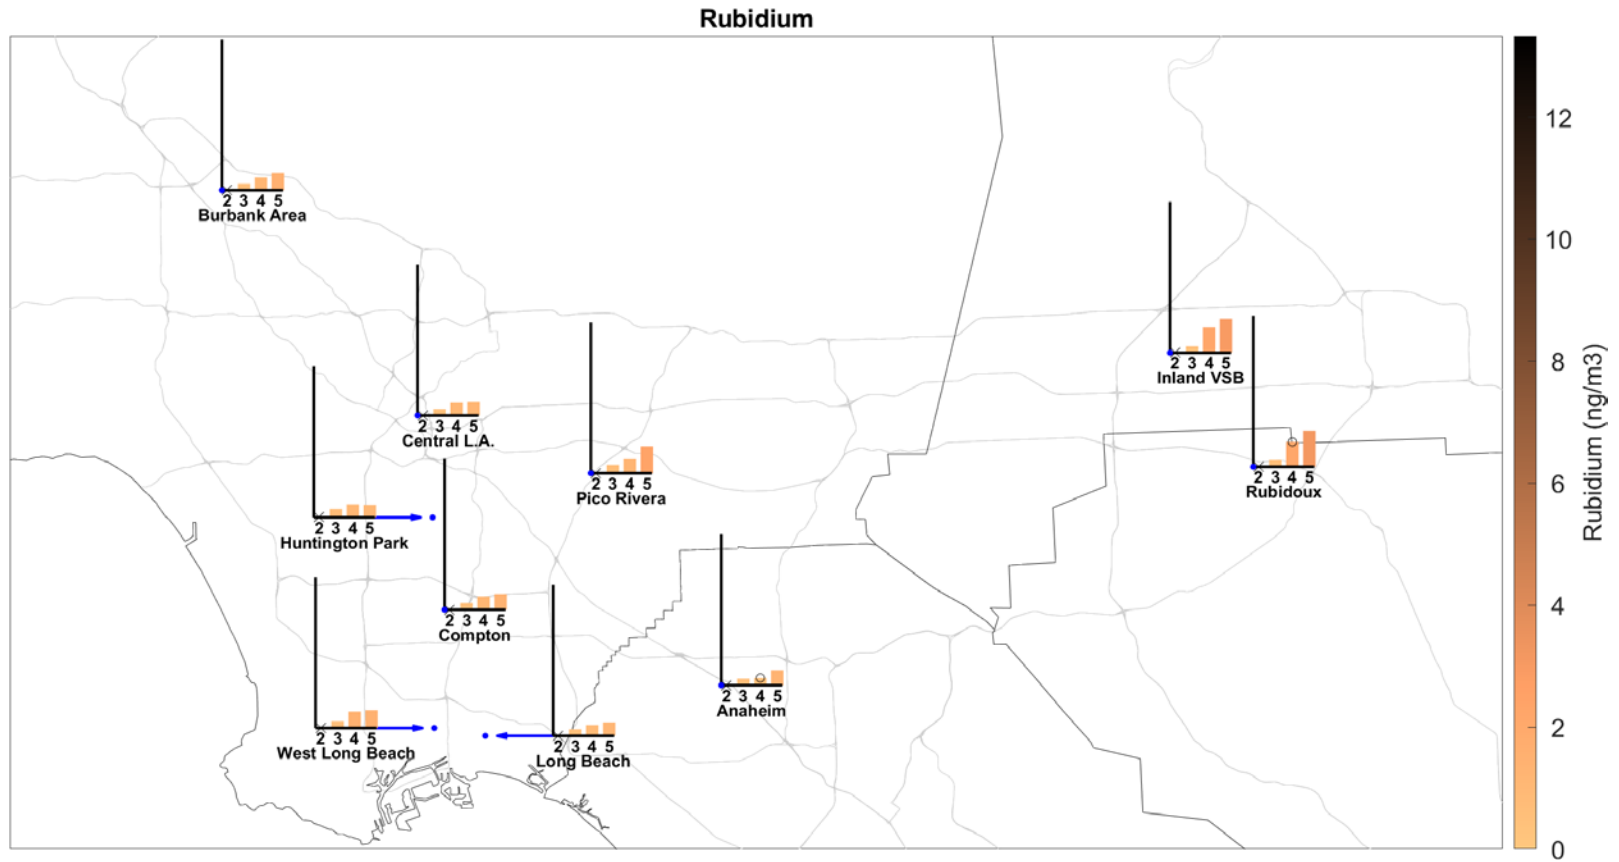 Rubidium
2 3 4 5
Burbank Area
2 3 4 5
Central L.A.
2 3 4 5
Pico Rivera
2 3 4 5
Inland VSB
2 3 4 5
Rubidoux
2 3 4 5
Huntington Park
2 3 4 5
Compton
2 3 4 5
West Long Beach
2 3 4 5
Long Beach
2 3 4 5
Anaheim
12
10
8
6
4
2
0
Rubidium (ng/m3)